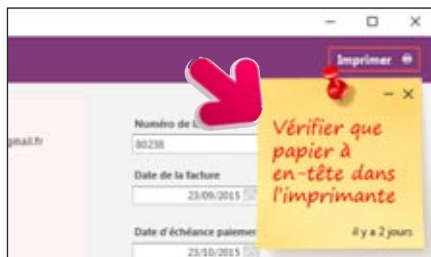 Imprimer
pmail.fr
Numéro de l
80238
Vérifier que
papier à
en-tête dans
l'imprimante
il y a 2 jours
Date de la facture
23/09/2015
Date d'échéance paiemer
23/10/2015